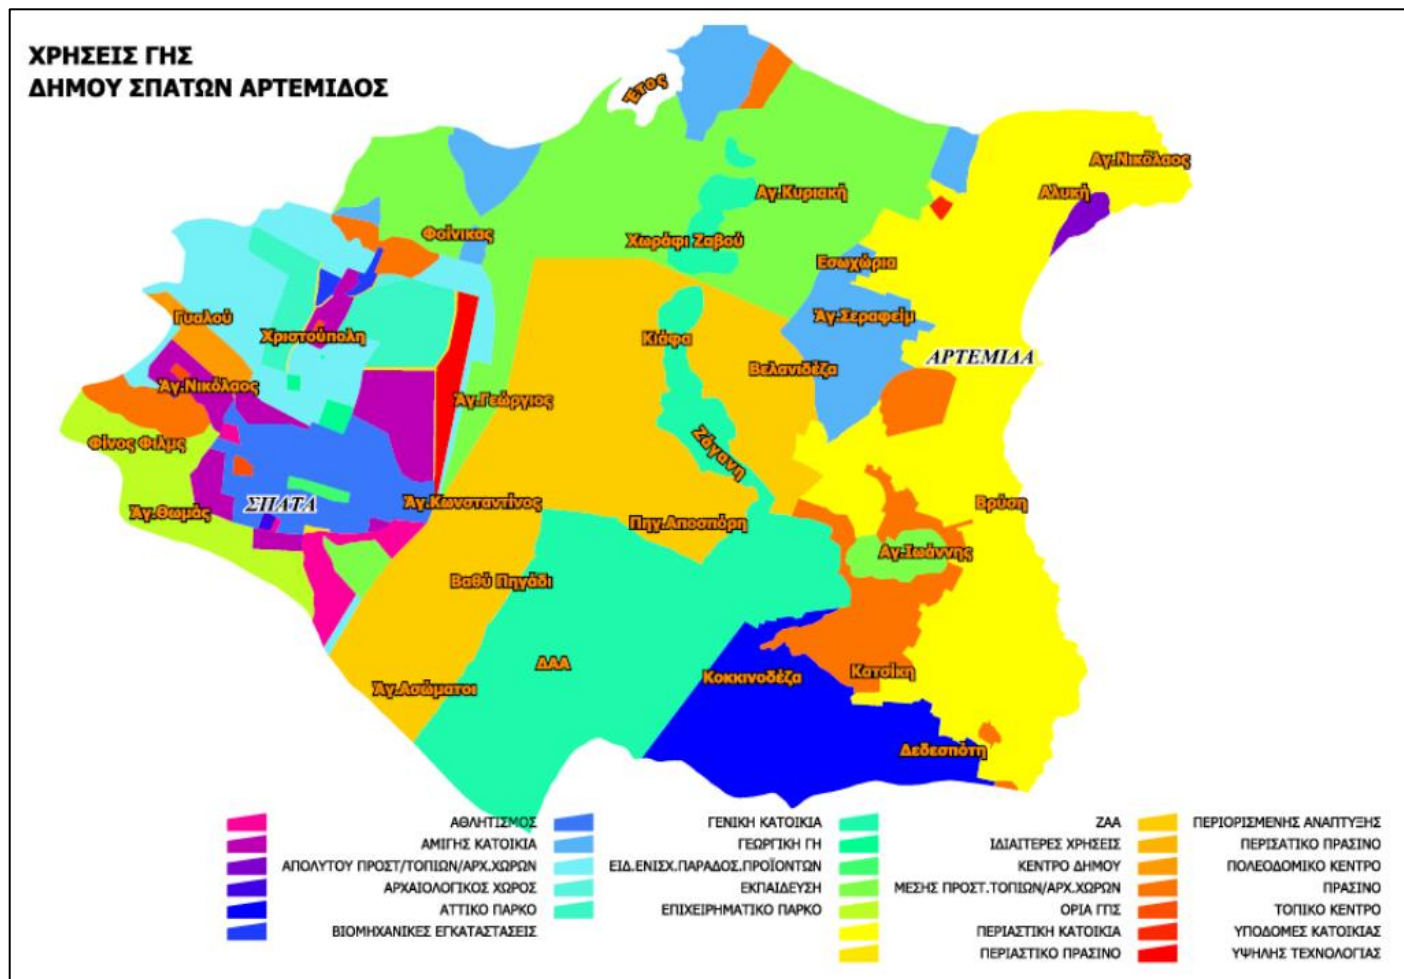 ΧΡΗΣΕΙΣ ΓΗΣ
ΔΗΜΟΥ ΣΠΑΤΩΝ ΑΡΤΕΜΙΔΟΣ
Έτος
Αγ.Νικόλαος
Αλυκή
Αγ.Κυριακή
Φοίνικας
Χωράφι Ζαβού
Εσωχώρια
Γυαλού
Χριστούπολη
Κιάφα
Άγ.Σεραφείμ
ΑΡΤΕΜΙΔΑ
Βελανιδέζα
Άγ.Νικόλαος
Άγ.Γεώργιος
Φίνος Φιλμς
Ζάγανη
ΣΠΑΤΑ
Άγ.Κωνσταντίνος
Βρύση
Άγ.Θωμάς
Πηγ.Αποσπόρη
Αγ.Ιωάννης
Βαθύ Πηγάδι
ΔΑΑ
Κοκκινοδέζα
Κατσίκη
Άγ.Ασώματοι
Δεδεσπότη
ΑΘΛΗΤΙΣΜΟΣ
ΑΜΙΓΗΣ ΚΑΤΟΙΚΙΑ
ΑΠΟΛΥΤΟΥ ΠΡΟΣΤ/ΤΟΠΙΩΝ/ΑΡΧ.ΧΩΡΩΝ
ΑΡΧΑΙΟΛΟΓΙΚΟΣ ΧΩΡΟΣ
ΑΤΤΙΚΟ ΠΑΡΚΟ
ΒΙΟΜΗΧΑΝΙΚΕΣ ΕΓΚΑΤΑΣΤΑΣΕΙΣ
ΓΕΝΙΚΗ ΚΑΤΟΙΚΙΑ
ΓΕΩΡΓΙΚΗ ΓΗ
ΕΙΔ.ΕΝΙΣΧ.ΠΑΡΑΔΟΣ.ΠΡΟΪΟΝΤΩΝ
ΕΚΠΑΙΔΕΥΣΗ
ΕΠΙΧΕΙΡΗΜΑΤΙΚΟ ΠΑΡΚΟ
ΖΑΑ
ΙΔΙΑΙΤΕΡΕΣ ΧΡΗΣΕΙΣ
ΚΕΝΤΡΟ ΔΗΜΟΥ
ΜΕΣΗΣ ΠΡΟΣΤ.ΤΟΠΙΩΝ/ΑΡΧ.ΧΩΡΩΝ
ΟΡΙΑ ΓΠΣ
ΠΕΡΙΑΣΤΙΚΗ ΚΑΤΟΙΚΙΑ
ΠΕΡΙΑΣΤΙΚΟ ΠΡΑΣΙΝΟ
ΠΕΡΙΟΡΙΣΜΕΝΗΣ ΑΝΑΠΤΥΞΗΣ
ΠΕΡΙΣΑΤΙΚΟ ΠΡΑΣΙΝΟ
ΠΟΛΕΟΔΟΜΙΚΟ ΚΕΝΤΡΟ
ΠΡΑΣΙΝΟ
ΤΟΠΙΚΟ ΚΕΝΤΡΟ
ΥΠΟΔΟΜΕΣ ΚΑΤΟΙΚΙΑΣ
ΥΨΗΛΗΣ ΤΕΧΝΟΛΟΓΙΑΣ